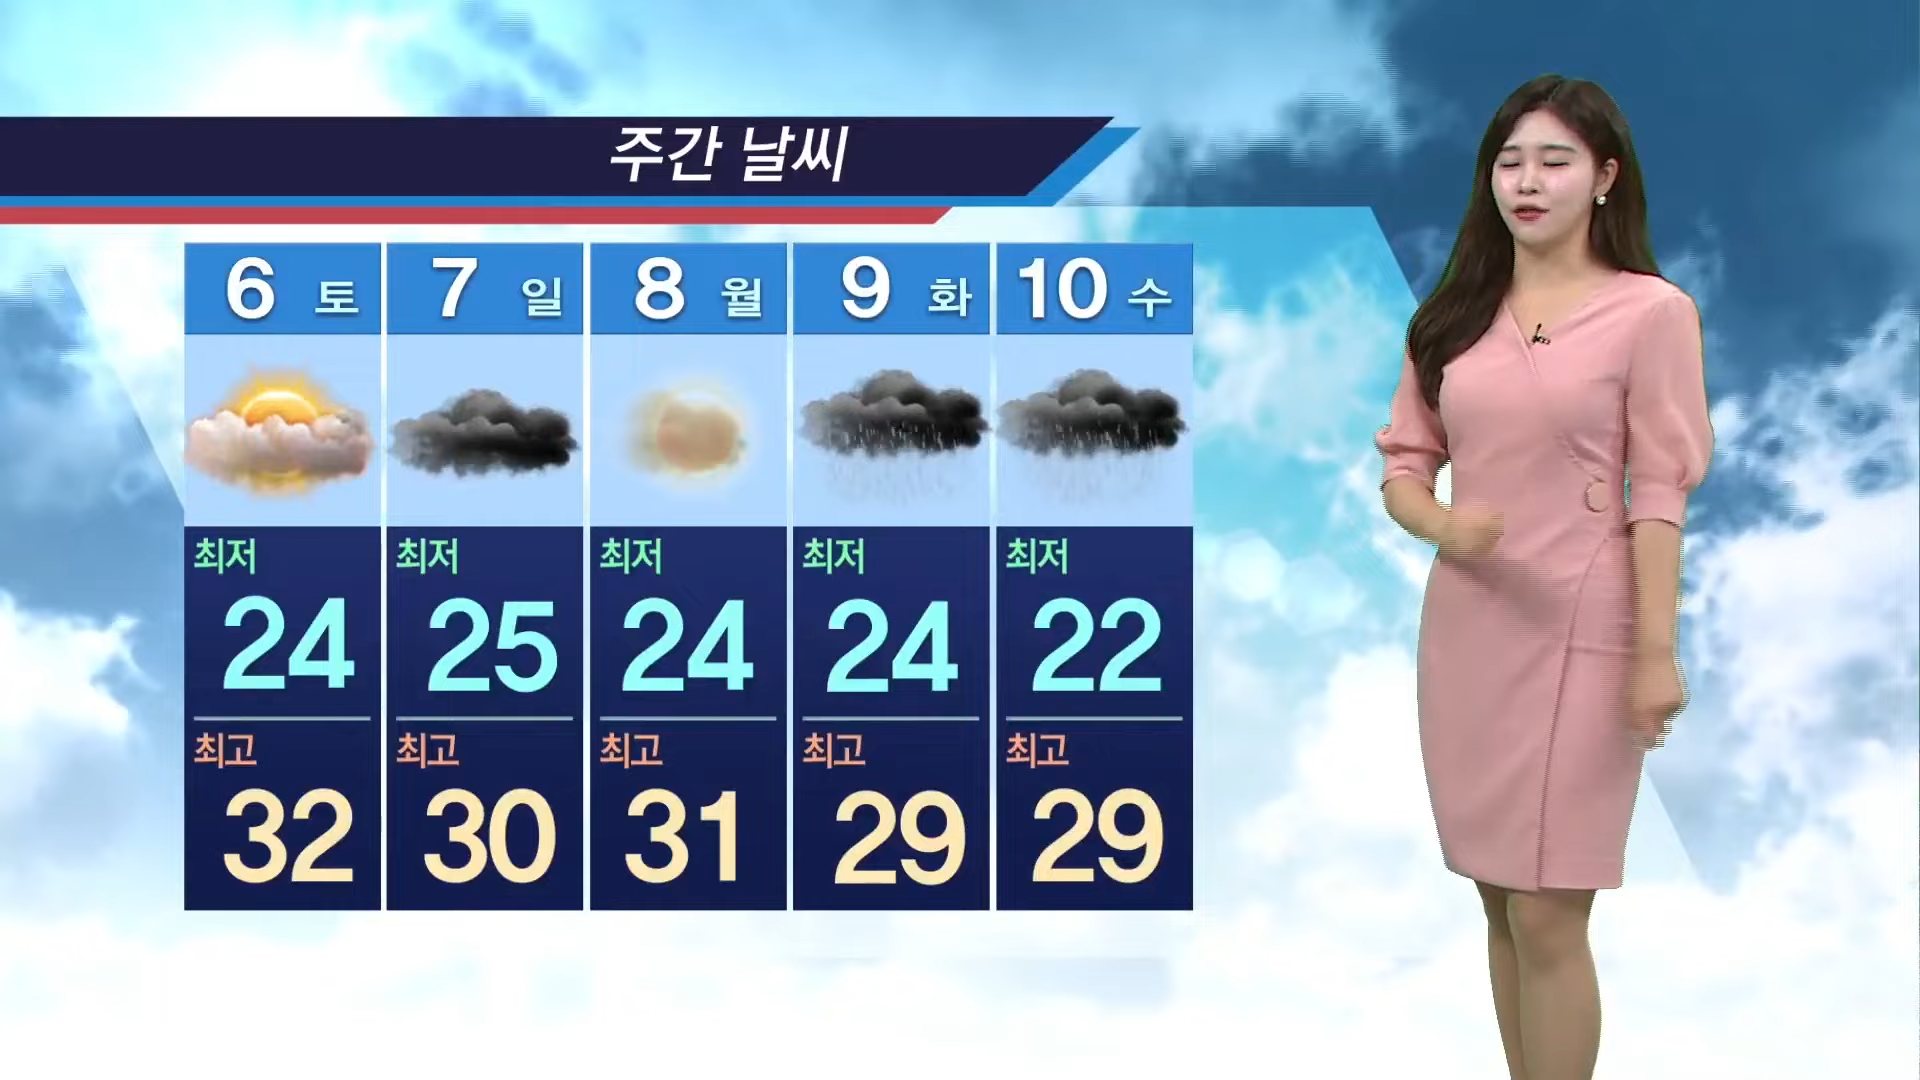 주간 날씨
6 토 7 일 8 월 9 화 10 수
최저 최저 최저 최저 최저
24 25 24 24 22
최고 최고 최고 최고 최고
32 30 31 29 29